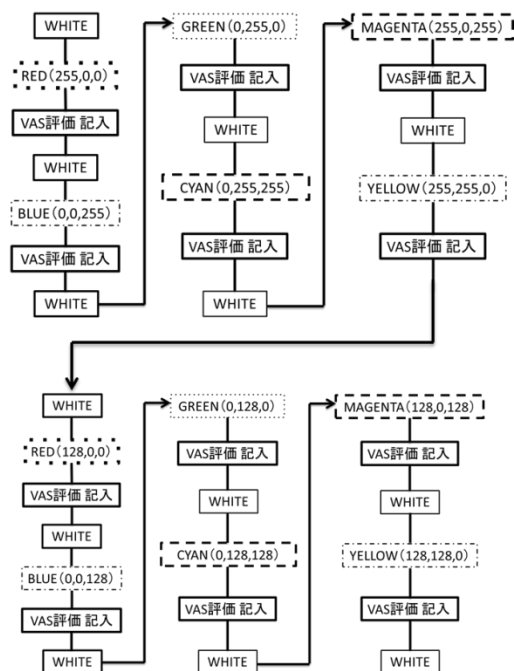 WHITE
RED(255,0,0)
VAS評価 記入
WHITE
BLUE(0,0,255)
VAS評価 記入
WHITE
GREEN(0,255,0)
VAS評価 記入
WHITE
CYAN(0,255,255)
VAS評価 記入
WHITE
MAGENTA(255,0,255)
VAS評価 記入
WHITE
YELLOW(255,255,0)
VAS評価 記入
WHITE
RED(128,0,0)
VAS評価 記入
WHITE
BLUE(0,0,128)
VAS評価 記入
WHITE
GREEN(0,128,0)
VAS評価 記入
WHITE
CYAN(0,128,128)
VAS評価 記入
WHITE
MAGENTA(128,0,128)
VAS評価 記入
WHITE
YELLOW(128,128,0)
VAS評価 記入
WHITE